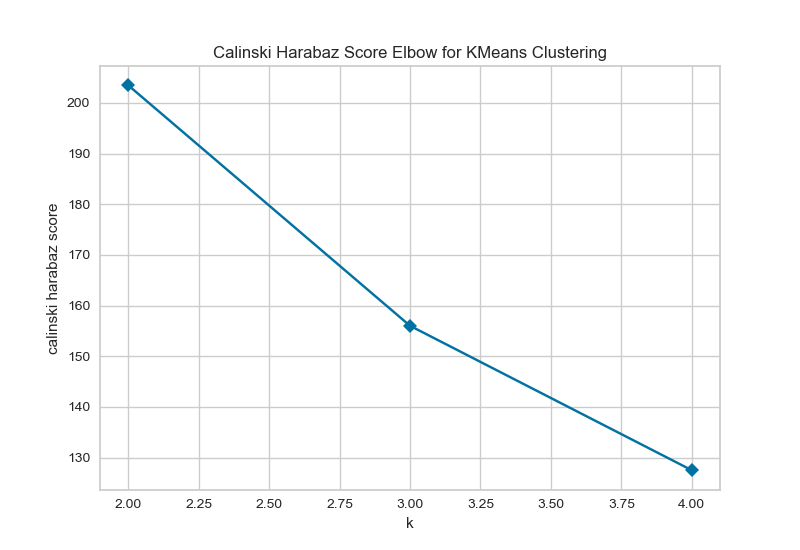 Calinski Harabaz Score Elbow for KMeans Clustering
calinski harabaz score
200
190
180
170
160
150
140
130
2.00 2.25 2.50 2.75 3.00 3.25 3.50 3.75 4.00
k